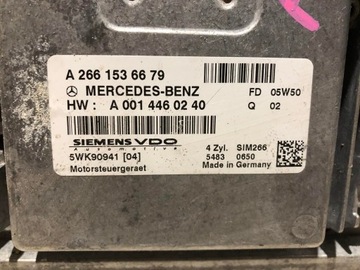 A 266 153 66 79
MERCEDES-BENZ FD 05W50
HW : A 001 446 02 40 Q 02
SIEMENS VDO
Automotive
4 Zyl. SIM266
5WK90941 [04] 5483 0650
Motorsteuergeraet Made in Germany